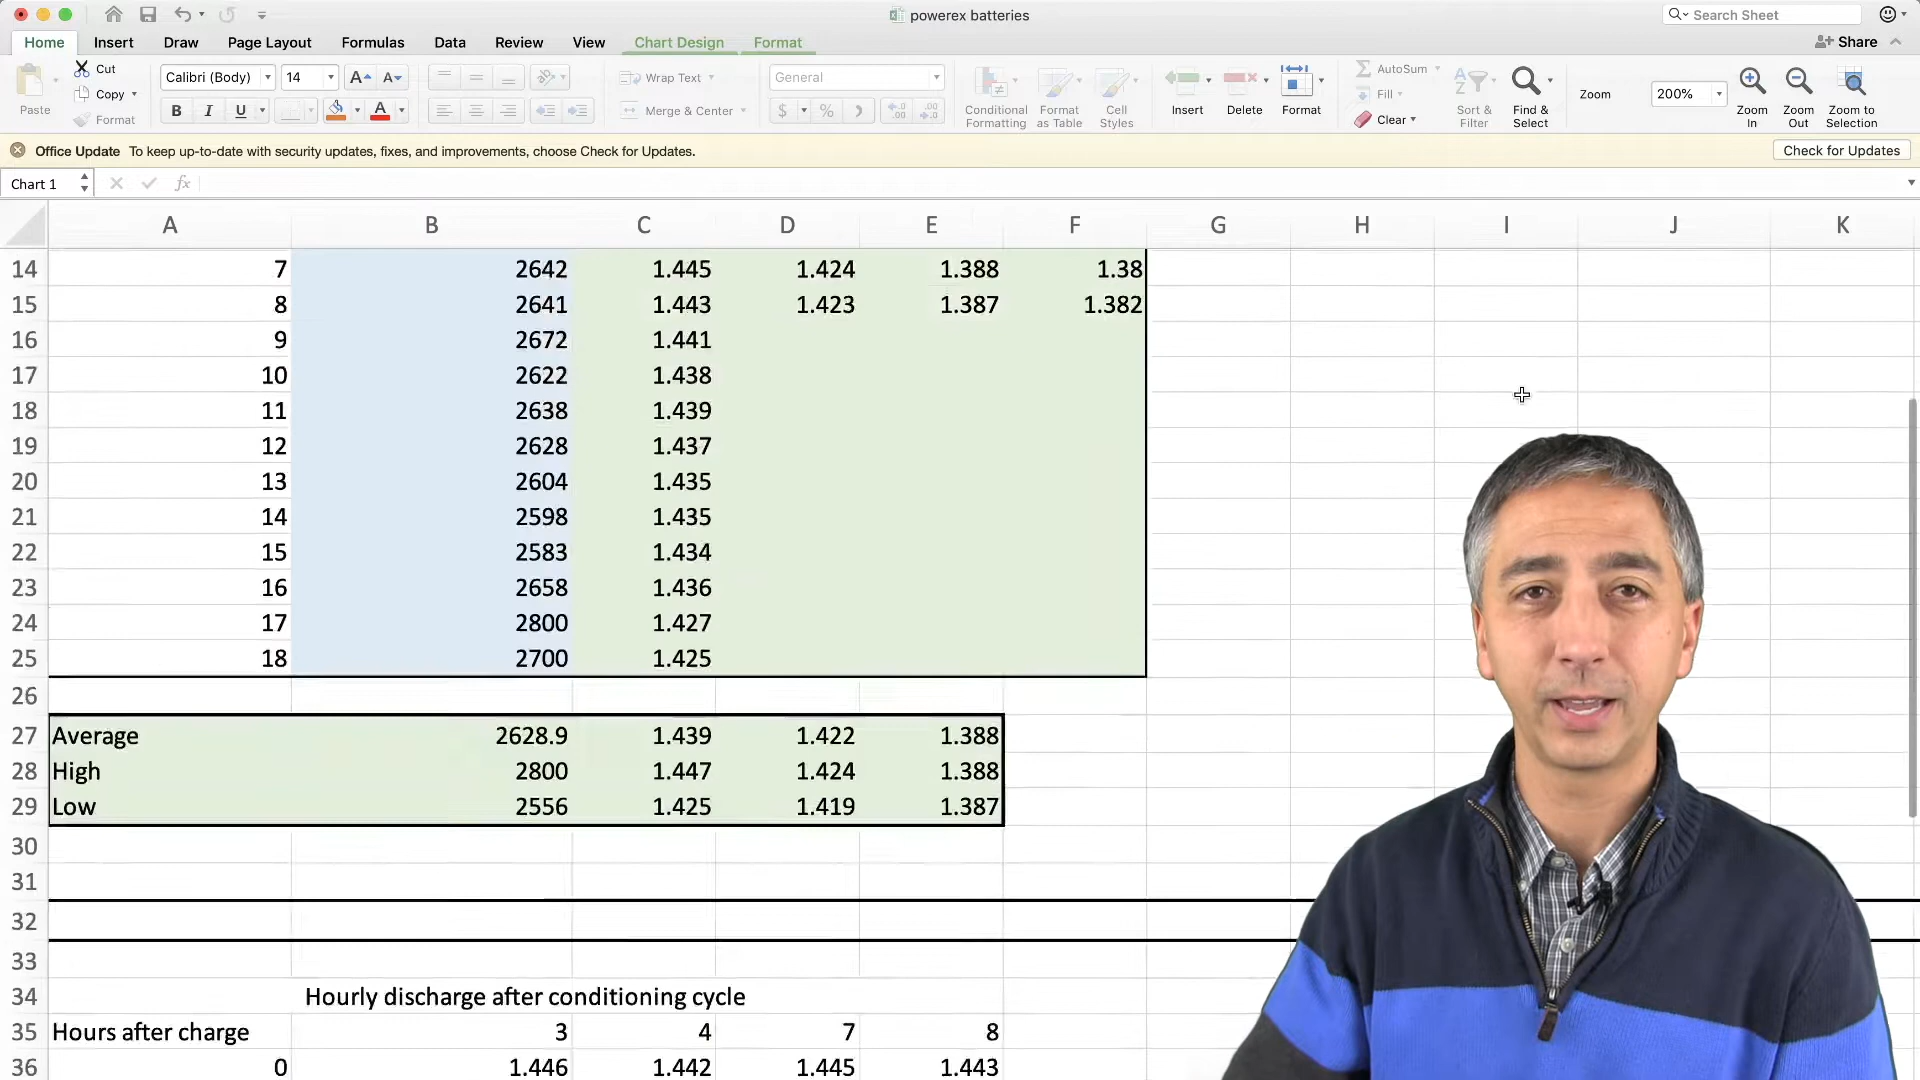 powerex batteries
Search Sheet
Home Insert Draw Page Layout Formulas Data Review View Chart Design Format
Share
Paste
Cut
Copy
Format
Calibri (Body) 14
B I U
Wrap Text
Merge & Center
General
$ %
Conditional Formatting
Format as Table
Cell Styles
Insert
Delete
Format
AutoSum
Fill
Clear
Sort & Filter
Find & Select
Zoom
200%
Zoom In
Zoom Out
Zoom to Selection
Office Update To keep up-to-date with security updates, fixes, and improvements, choose Check for Updates.
Check for Updates
Chart 1
fx
A B C D E F G H I J K
14 7 2642 1.445 1.424 1.388 1.38
15 8 2641 1.443 1.423 1.387 1.382
16 9 2672 1.441
17 10 2622 1.438
18 11 2638 1.439
19 12 2628 1.437
20 13 2604 1.435
21 14 2598 1.435
22 15 2583 1.434
23 16 2658 1.436
24 17 2800 1.427
25 18 2700 1.425
26
27 Average 2628.9 1.439 1.422 1.388
28 High 2800 1.447 1.424 1.388
29 Low 2556 1.425 1.419 1.387
30
31
32
33
34 Hourly discharge after conditioning cycle
35 Hours after charge 3 4 7 8
36 0 1.446 1.442 1.445 1.443